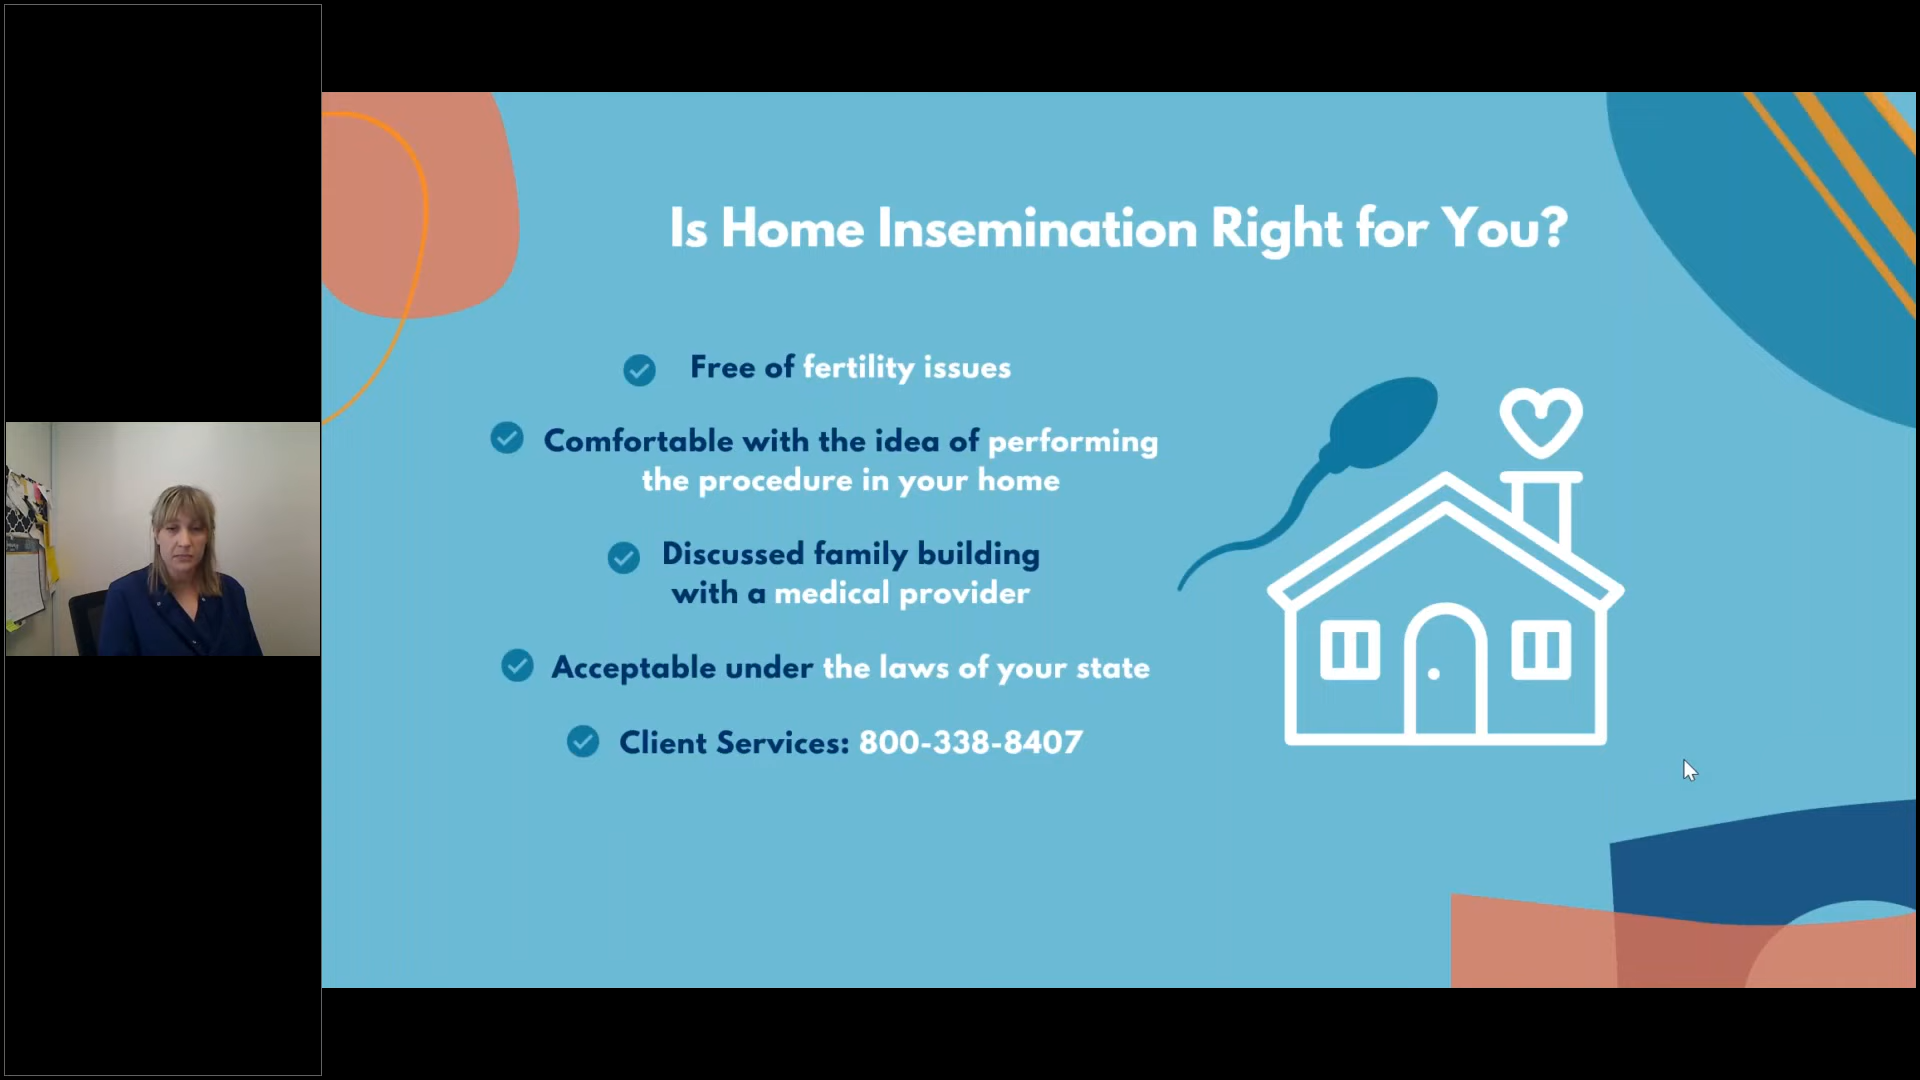 Is Home Insemination Right for You?
Free of fertility issues
Comfortable with the idea of performing
the procedure in your home
Discussed family building
with a medical provider
Acceptable under the laws of your state
Client Services: 800-338-8407